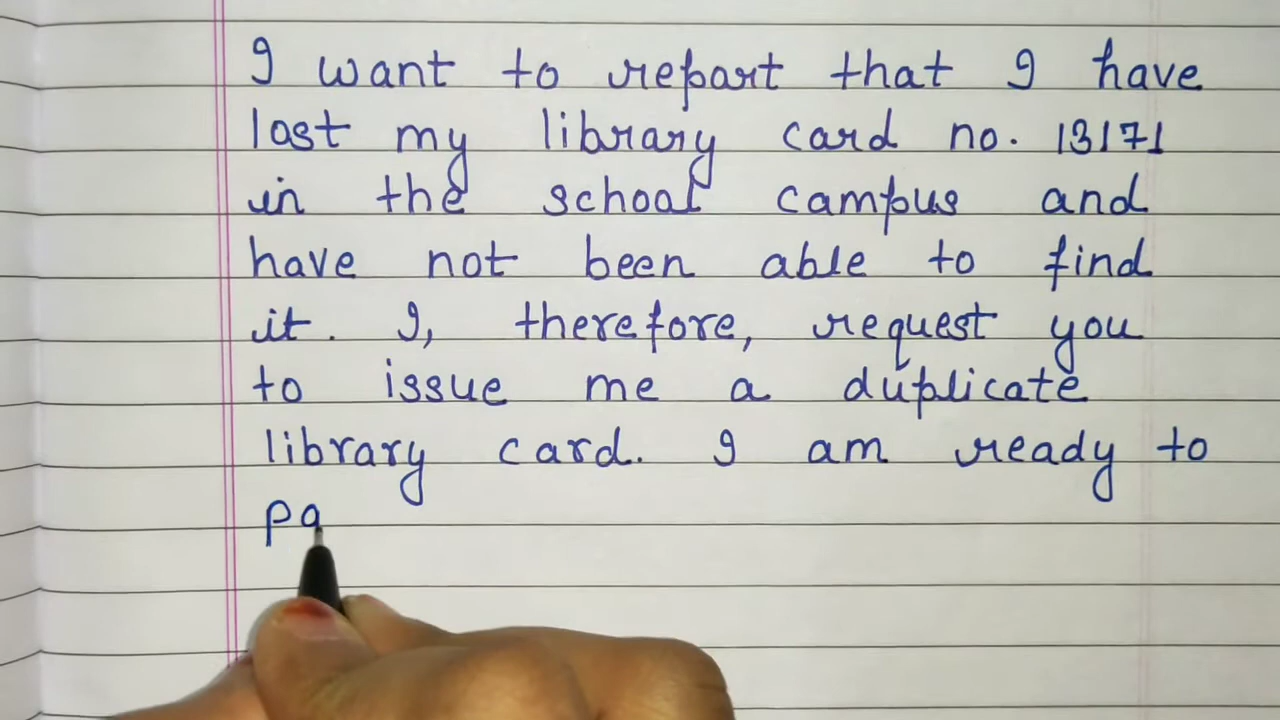 I want to report that I have
lost my library card no. 13171
in the school campus and
have not been able to find
it. I, therefore, request you
to issue me a duplicate
library card. I am ready to
pa